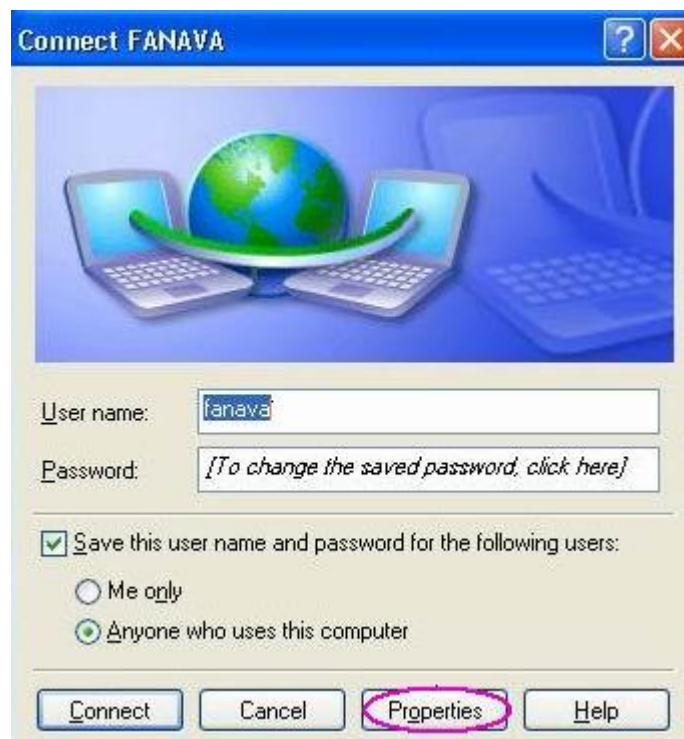 Connect FANAVA
User name:
fanava
Password:
[To change the saved password, click here]
Save this user name and password for the following users:
Me only
Anyone who uses this computer
Connect Cancel Properties Help